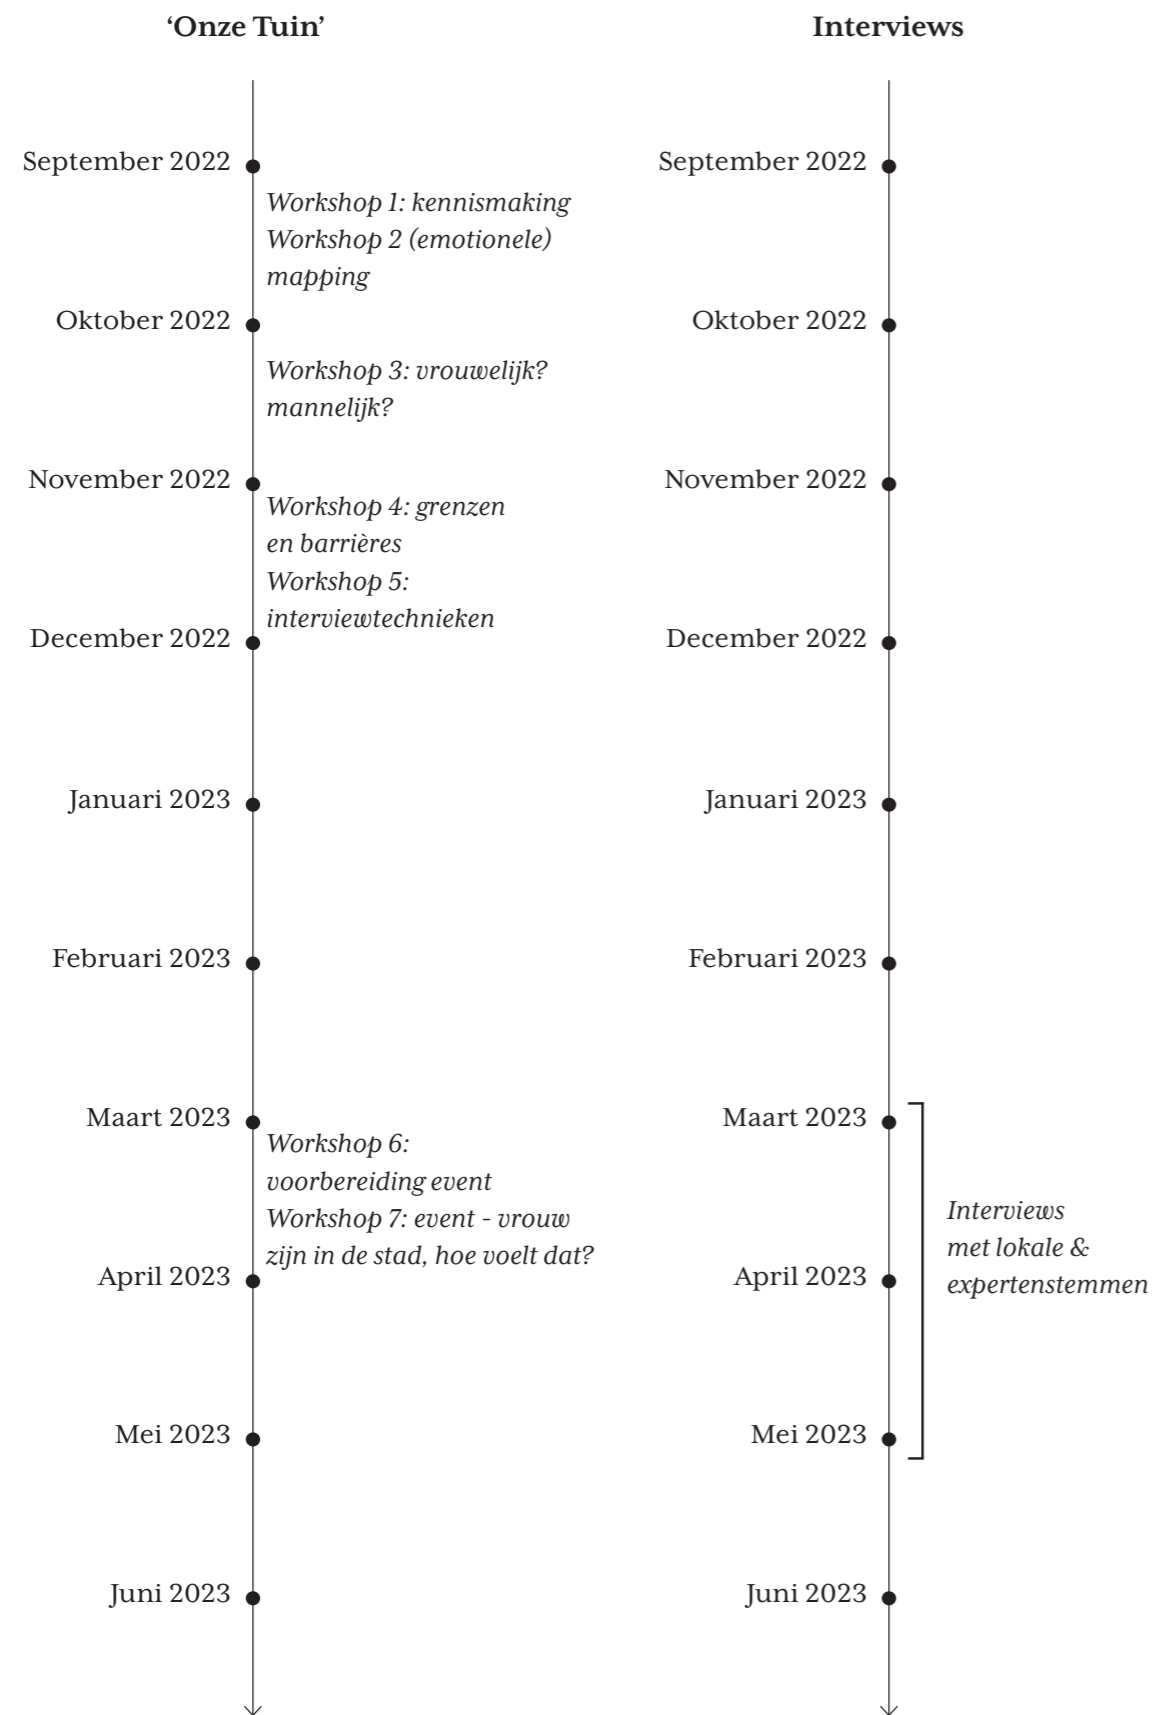 ‘Onze Tuin’
September 2022
Workshop 1: kennismaking
Workshop 2 (emotionele)
mapping
Oktober 2022
Workshop 3: vrouwelijk?
mannelijk?
November 2022
Workshop 4: grenzen
en barrières
Workshop 5:
interviewtechnieken
December 2022
Januari 2023
Februari 2023
Maart 2023
Workshop 6:
voorbereiding event
Workshop 7: event - vrouw
zijn in de stad, hoe voelt dat?
April 2023
Mei 2023
Juni 2023
Interviews
September 2022
Oktober 2022
November 2022
December 2022
Januari 2023
Februari 2023
Maart 2023
Interviews
met lokale &
expertenstemmen
April 2023
Mei 2023
Juni 2023